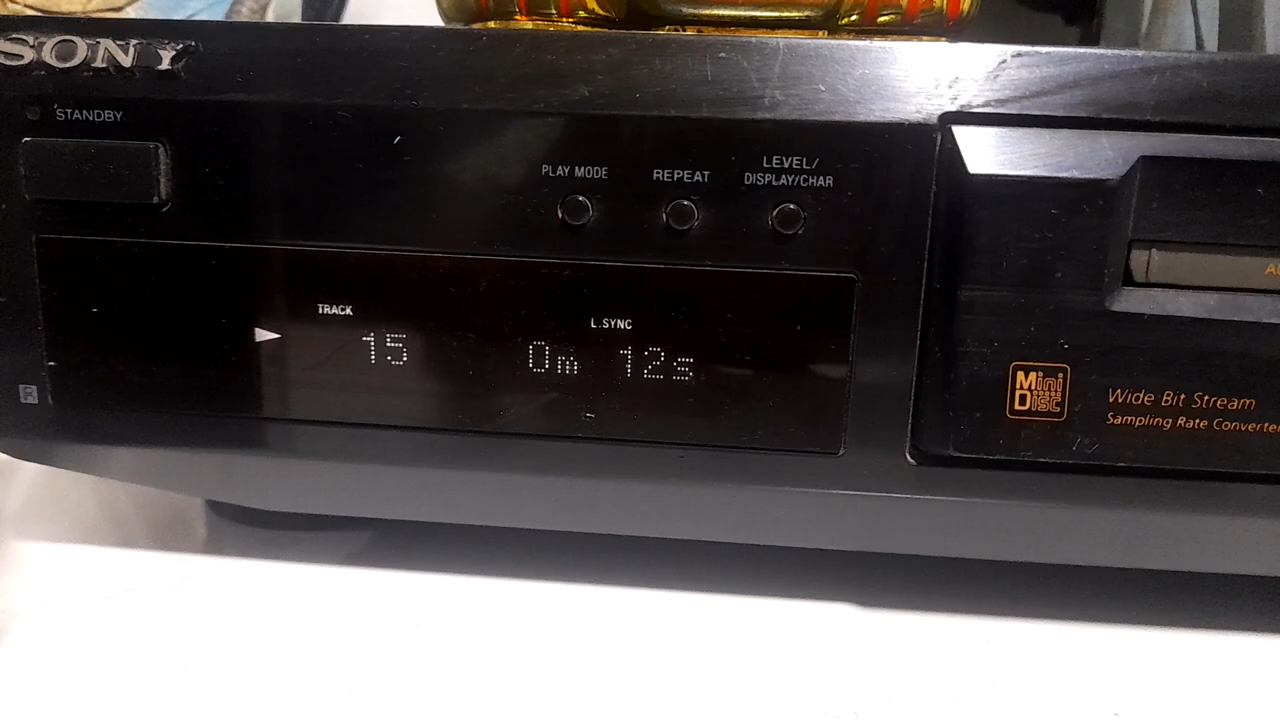 SONY
STANDBY
PLAY MODE
REPEAT
LEVEL/
DISPLAY/CHAR
TRACK
15
L.SYNC
0m 12s
R
Mini
Disc
Wide Bit Stream
Sampling Rate Converter